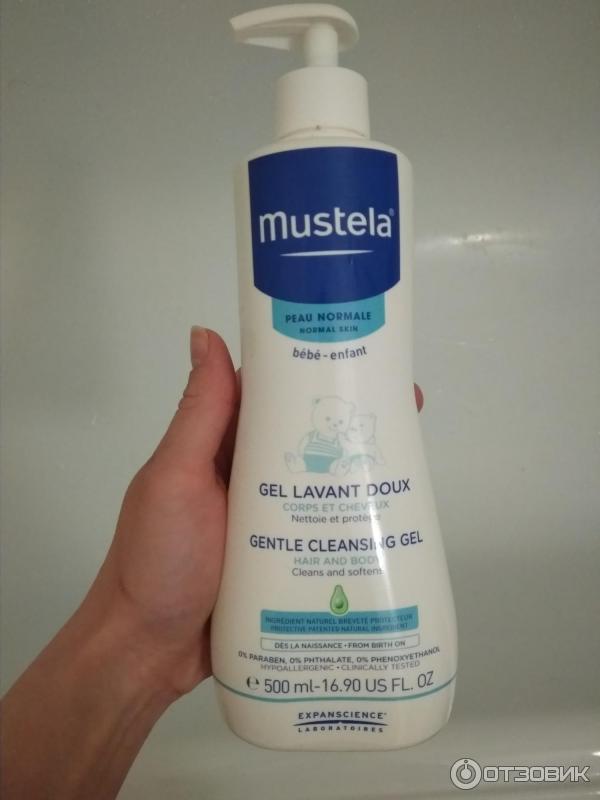 mustela®
PEAU NORMALE
NORMAL SKIN
bébé - enfant
GEL LAVANT DOUX
CORPS ET CHEVEUX
Nettoie et protège
GENTLE CLEANSING GEL
HAIR AND BODY
Cleans and softens
INGRÉDIENT NATUREL BREVETÉ PROTECTEUR
PROTECTIVE PATENTED NATURAL INGREDIENT
DÈS LA NAISSANCE • FROM BIRTH ON
0% PARABEN, 0% PHTHALATE, 0% PHENOXYETHANOL
HYPOALLERGENIC • CLINICALLY TESTED
℮ 500 ml-16.90 US FL. OZ
EXPANSCIENCE®
LABORATOIRES
ОТЗОВИК